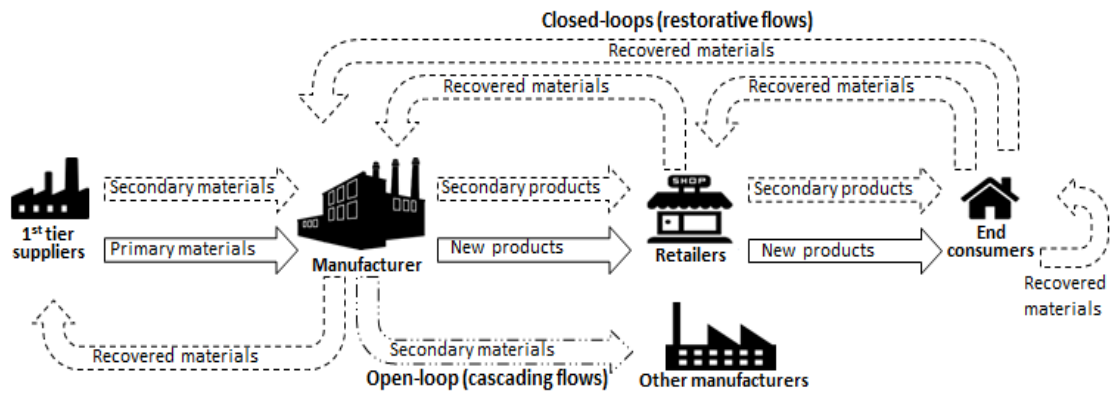 Closed-loops (restorative flows)
Recovered materials
Recovered materials
Recovered materials
SHOP
Secondary materials
Secondary products
Secondary products
1st tier
suppliers
Primary materials
Manufacturer
New products
Retailers
New products
End
consumers
Recovered
materials
Recovered materials
Secondary materials
Open-loop (cascading flows)
Other manufacturers